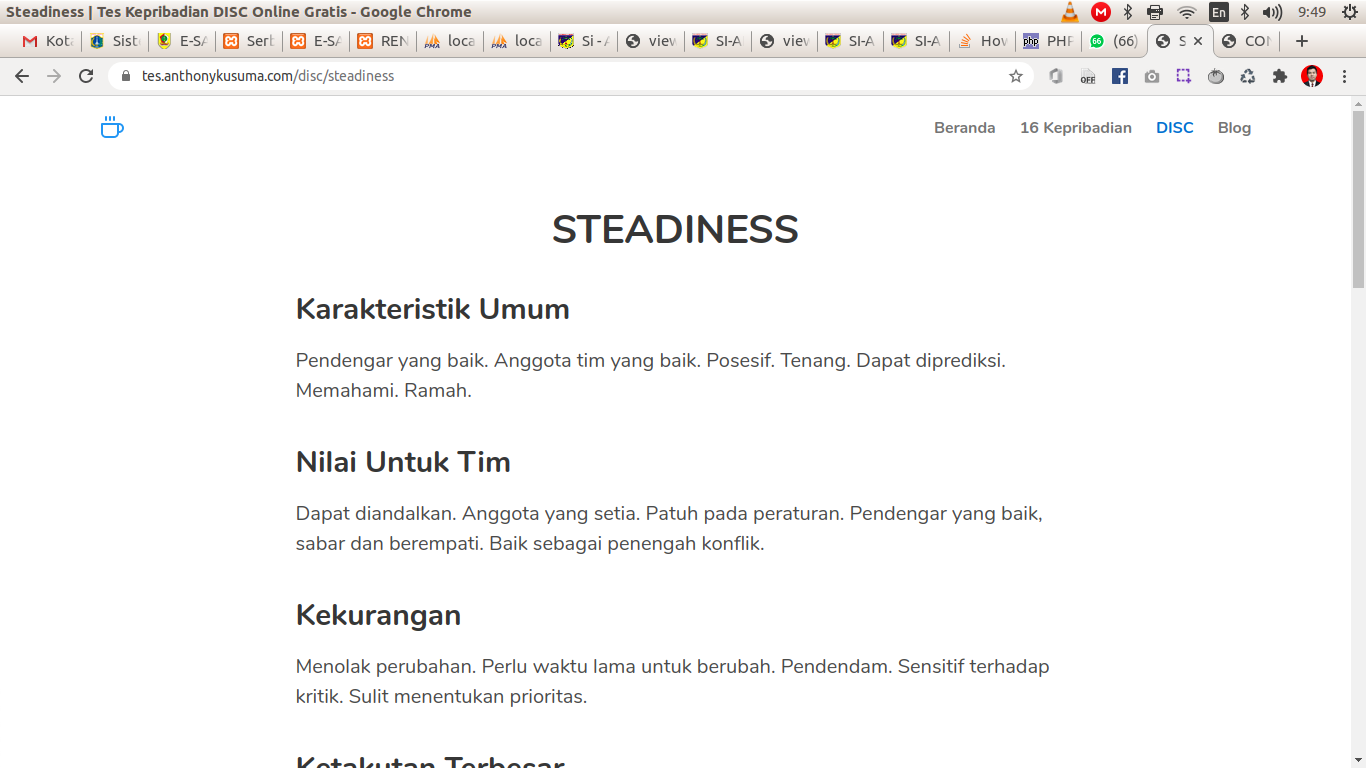 Steadiness | Tes Kepribadian DISC Online Gratis - Google Chrome
En 9:49
Kota Sist E-SA Serb E-SA REN loca loca Si - A view SI-A view SI-A SI-A How PHP (66) S CON
tes.anthonykusuma.com/disc/steadiness
OFF
Beranda 16 Kepribadian DISC Blog
STEADINESS
Karakteristik Umum
Pendengar yang baik. Anggota tim yang baik. Posesif. Tenang. Dapat diprediksi.
Memahami. Ramah.
Nilai Untuk Tim
Dapat diandalkan. Anggota yang setia. Patuh pada peraturan. Pendengar yang baik,
sabar dan berempati. Baik sebagai penengah konflik.
Kekurangan
Menolak perubahan. Perlu waktu lama untuk berubah. Pendendam. Sensitif terhadap
kritik. Sulit menentukan prioritas.
Ketakutan Terbesar